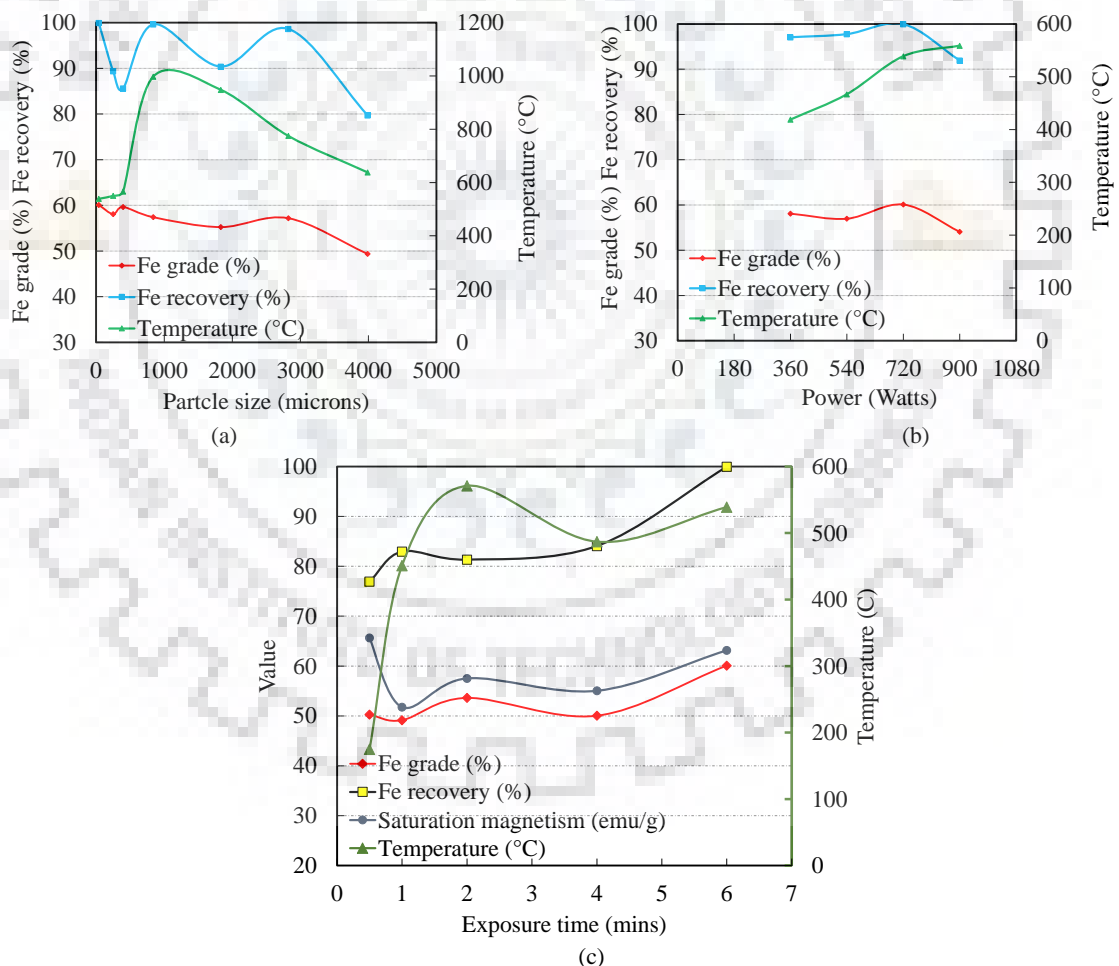 100
90
80
70
60
50
40
30
Fe grade (%) Fe recovery (%)
1200
1000
800
600
400
200
0
Temperature (°C)
Fe grade (%)
Fe recovery (%)
Temperature (°C)
0 1000 2000 3000 4000 5000
Partcle size (microns)
(a)
100
90
80
70
60
50
40
30
Fe grade (%) Fe recovery (%)
600
500
400
300
200
100
0
Temperature (°C)
Fe grade (%)
Fe recovery (%)
Temperature (°C)
0 180 360 540 720 900 1080
Power (Watts)
(b)
100
90
80
70
60
50
40
30
20
Value
600
500
400
300
200
100
0
Temperature (C)
Fe grade (%)
Fe recovery (%)
Saturation magnetism (emu/g)
Temperature (°C)
0 1 2 3 4 5 6 7
Exposure time (mins)
(c)